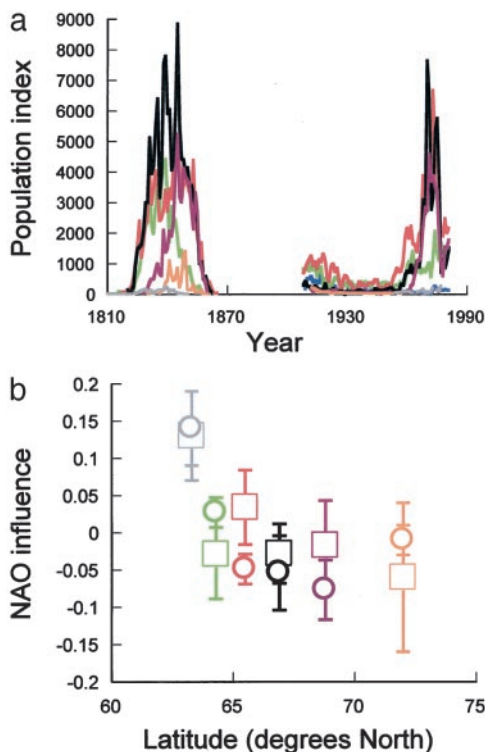 a
Population index
9000
8000
7000
6000
5000
4000
3000
2000
1000
0
1810 1870 1930 1990
Year
b
NAO influence
0.2
0.15
0.1
0.05
0
-0.05
-0.1
-0.15
-0.2
60 65 70 75
Latitude (degrees North)